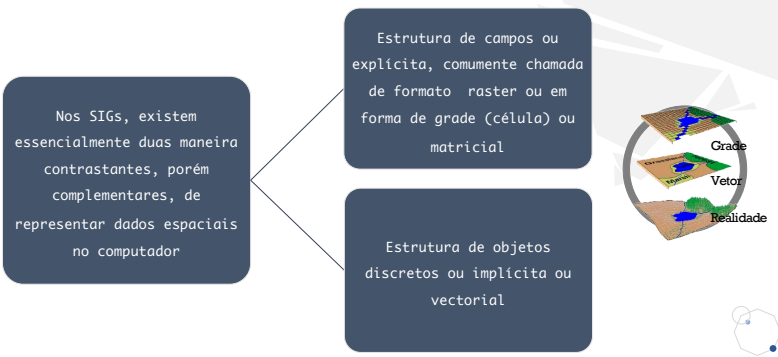 Nos SIGs, existem
essencialmente duas maneira
contrastantes, porém
complementares, de
representar dados espaciais
no computador
Estrutura de campos ou
explícita, comumente chamada
de formato raster ou em
forma de grade (célula) ou
matricial
Estrutura de objetos
discretos ou implícita ou
vectorial
Grade
Vetor
Realidade